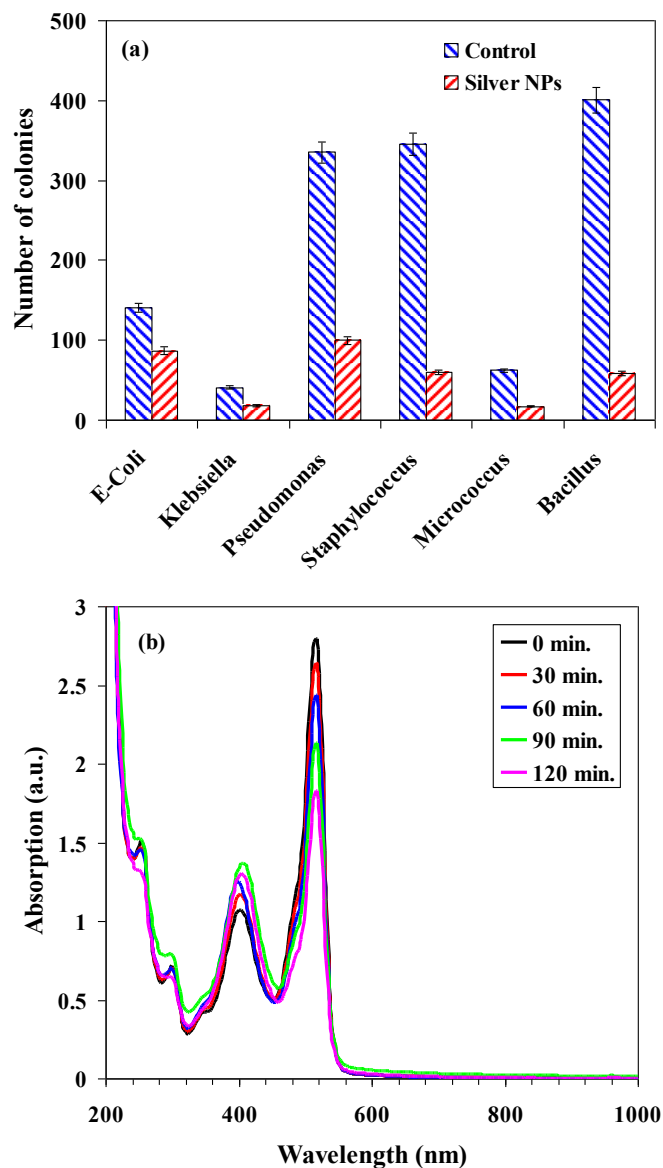 500
(a)
Control
Silver NPs
400
300
200
100
0
Number of colonies
E-Coli
Klebsiella
Pseudomonas
Staphylococcus
Micrococcus
Bacillus
3
(b)
0 min.
30 min.
60 min.
90 min.
120 min.
2.5
2
1.5
1
0.5
0
Absorption (a.u.)
200
400
600
800
1000
Wavelength (nm)